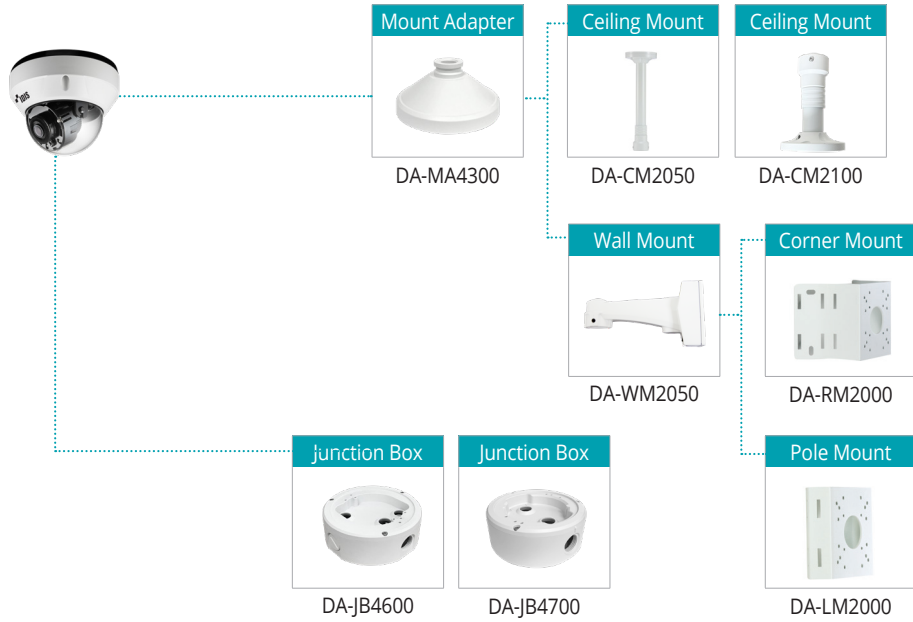 Mount Adapter
Ceiling Mount
Ceiling Mount
IDIS
DA-MA4300
DA-CM2050
DA-CM2100
Wall Mount
Corner Mount
DA-WM2050
DA-RM2000
Junction Box
Junction Box
Pole Mount
DA-JB4600
DA-JB4700
DA-LM2000